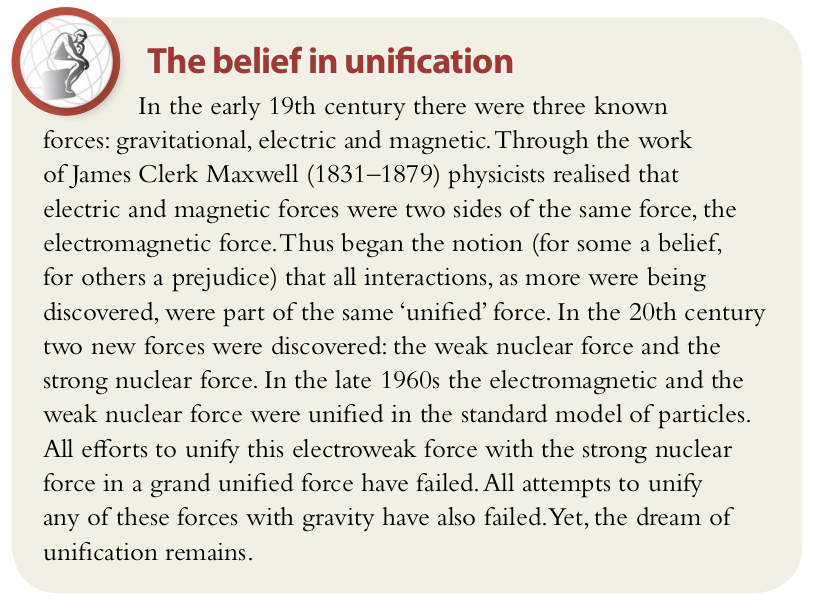 The belief in unification
In the early 19th century there were three known
forces: gravitational, electric and magnetic. Through the work
of James Clerk Maxwell (1831–1879) physicists realised that
electric and magnetic forces were two sides of the same force, the
electromagnetic force. Thus began the notion (for some a belief,
for others a prejudice) that all interactions, as more were being
discovered, were part of the same ‘unified’ force. In the 20th century
two new forces were discovered: the weak nuclear force and the
strong nuclear force. In the late 1960s the electromagnetic and the
weak nuclear force were unified in the standard model of particles.
All efforts to unify this electroweak force with the strong nuclear
force in a grand unified force have failed. All attempts to unify
any of these forces with gravity have also failed. Yet, the dream of
unification remains.